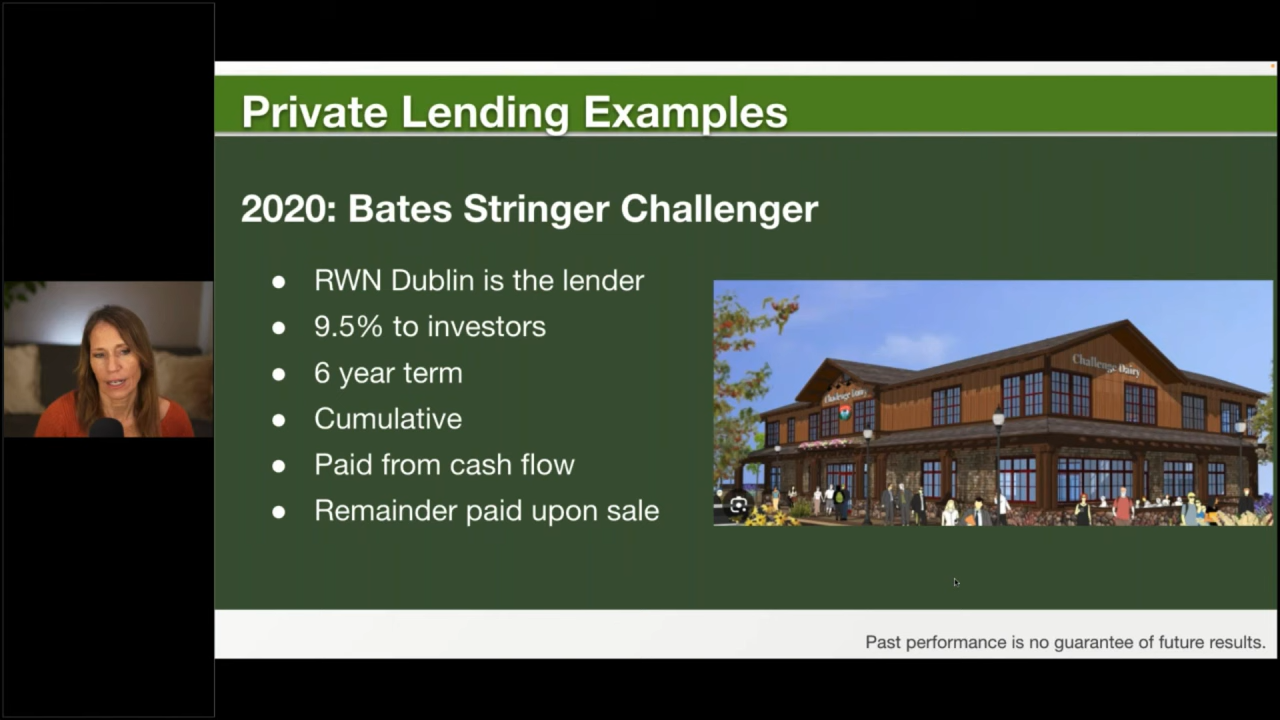 Private Lending Examples
2020: Bates Stringer Challenger
● RWN Dublin is the lender
● 9.5% to investors
● 6 year term
● Cumulative
● Paid from cash flow
● Remainder paid upon sale
Challenge Dairy
Past performance is no guarantee of future results.